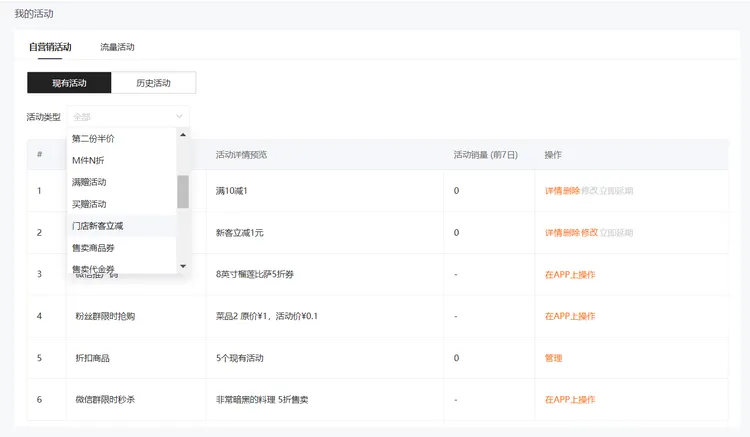 我的活动
自营销活动 流量活动
现有活动 历史活动
活动类型 全部
第二份半价
M件N折
满赠活动
买赠活动
门店新客立减
售卖商品券
售卖代金券
# 活动详情预览 活动销量 (前7日) 操作
1 满10减1 0 详情删除修改立即延期
2 新客立减1元 0 详情删除修改立即延期
3 8英寸榴莲比萨5折券 - 在APP上操作
4 粉丝群限时抢购 菜品2 原价¥1，活动价¥0.1 - 在APP上操作
5 折扣商品 5个现有活动 0 管理
6 微信群限时秒杀 非常暗黑的料理 5折售卖 - 在APP上操作